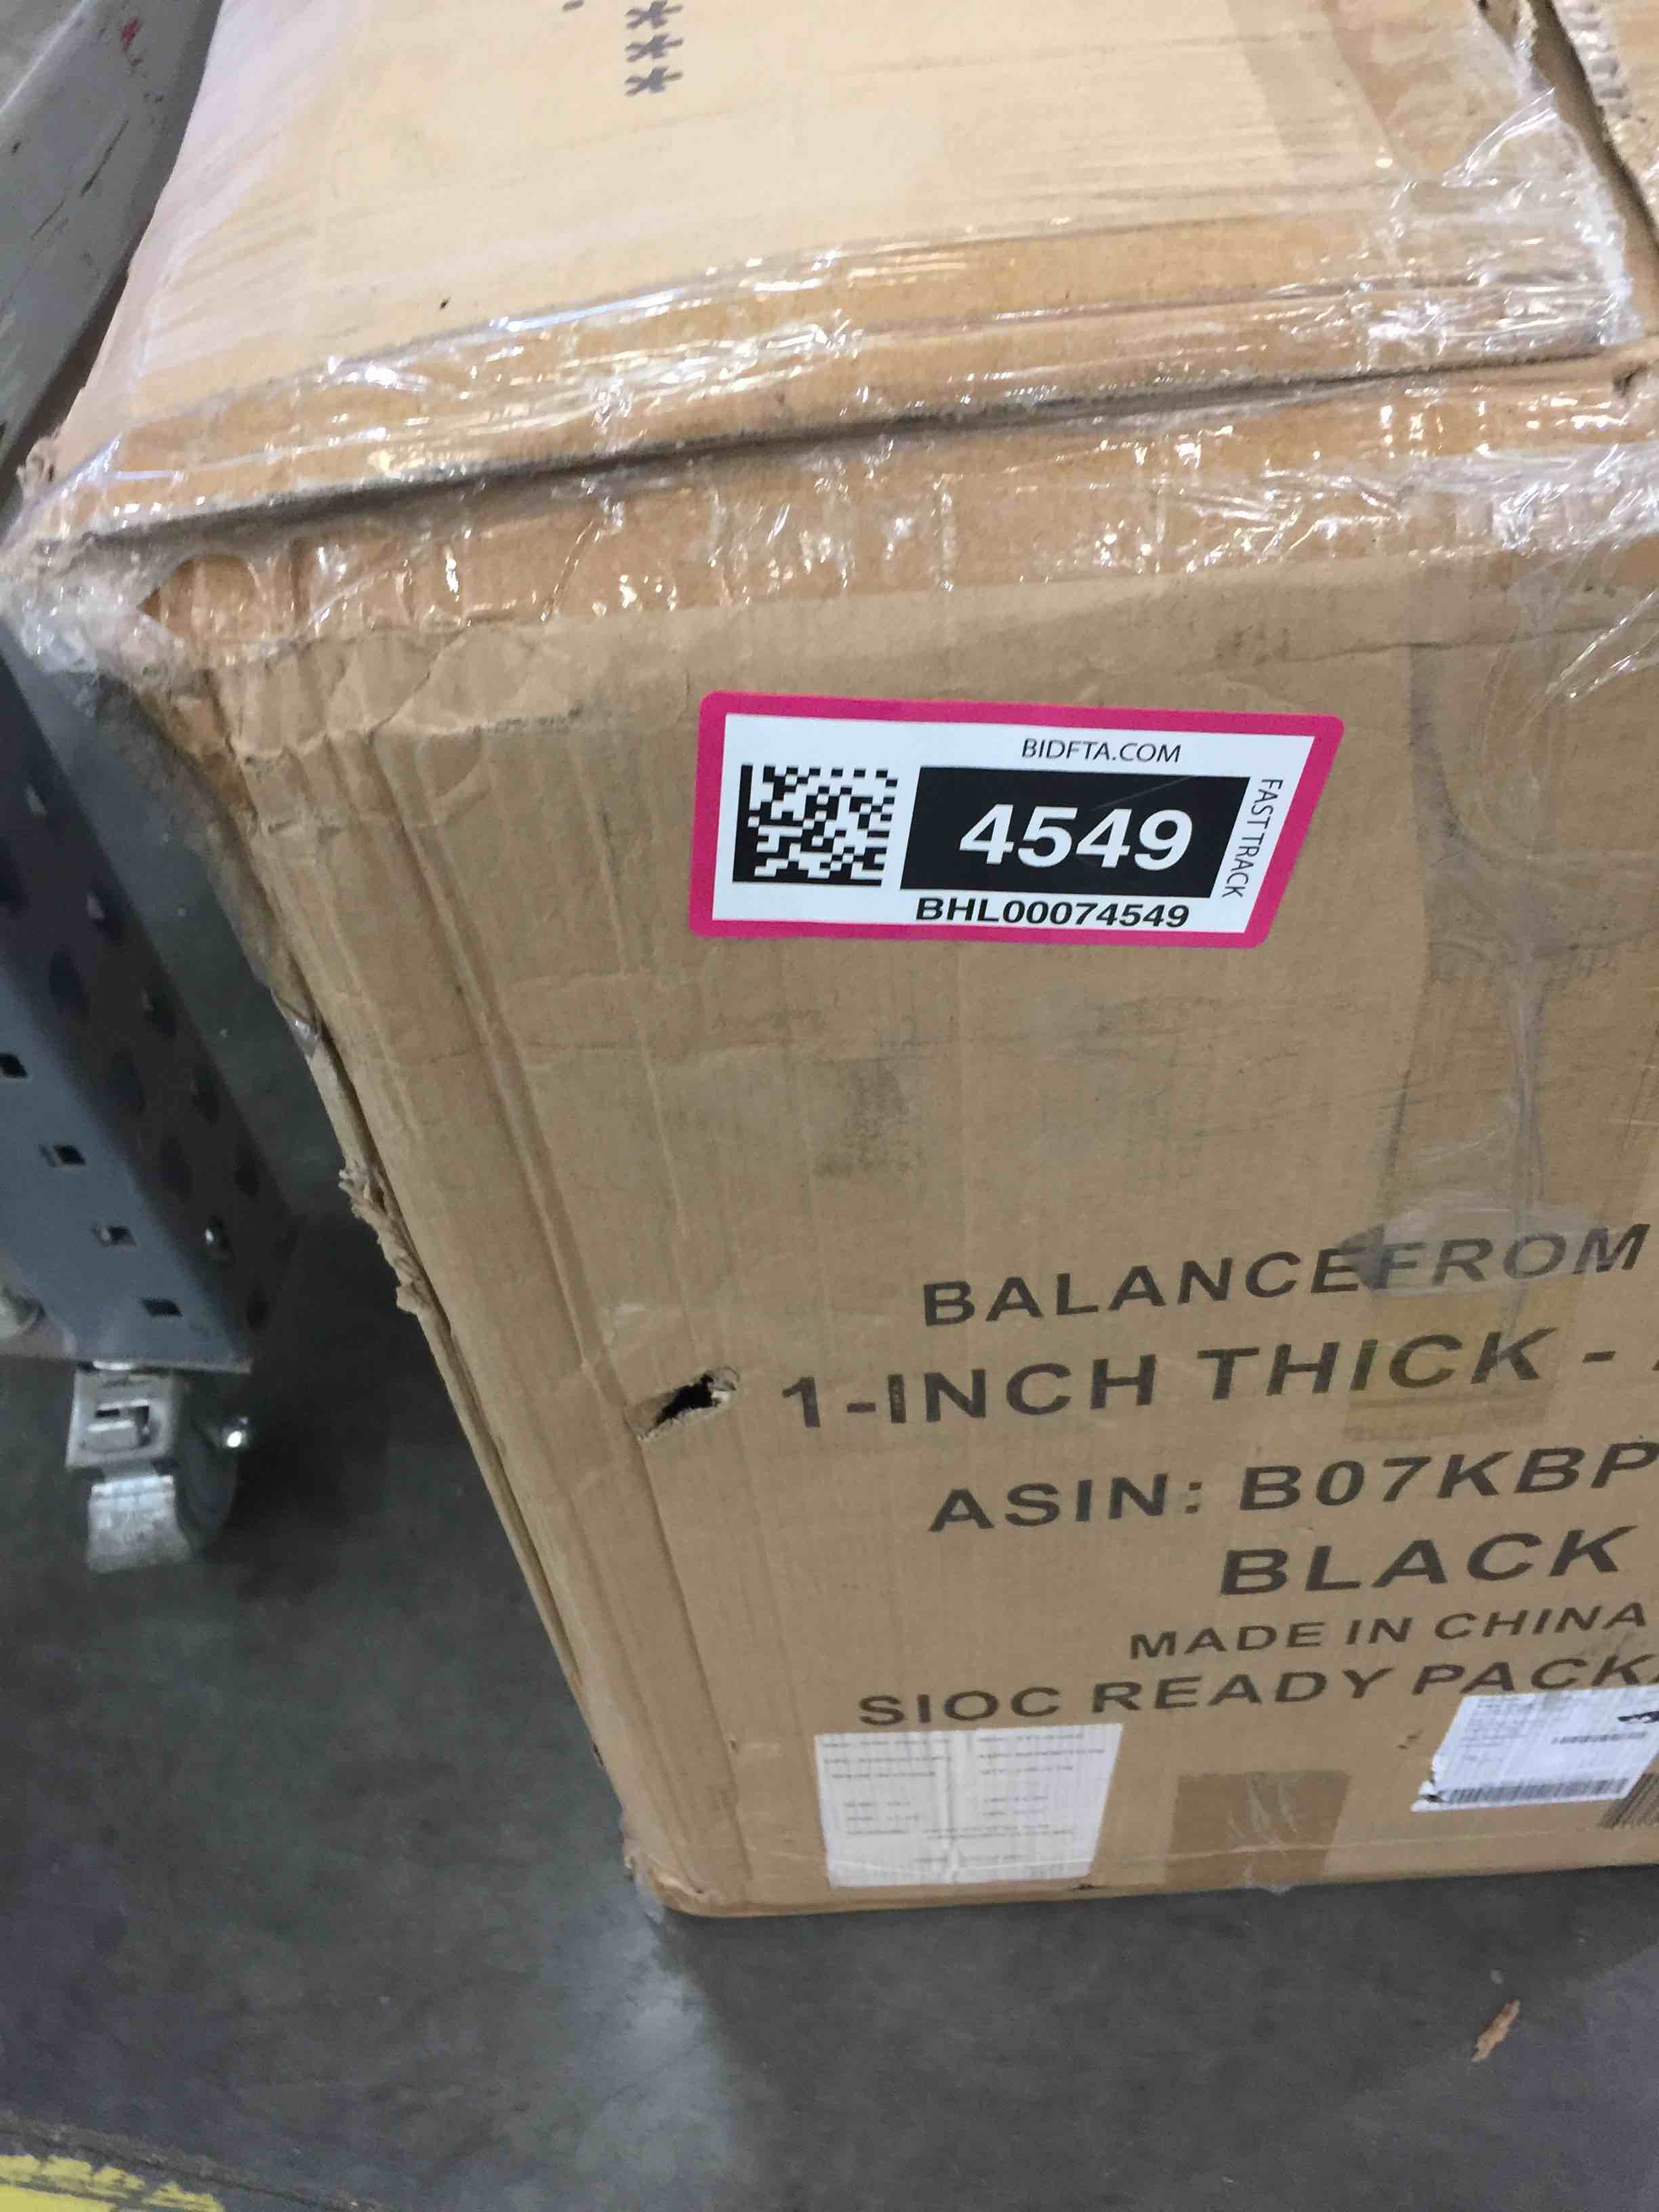 ***
BIDFTA.COM
4549
FAST TRACK
BHL00074549
BALANCEFROM
1-INCH THICK -
ASIN: B07KBP
BLACK
MADE IN CHINA
SIOC READY PACK